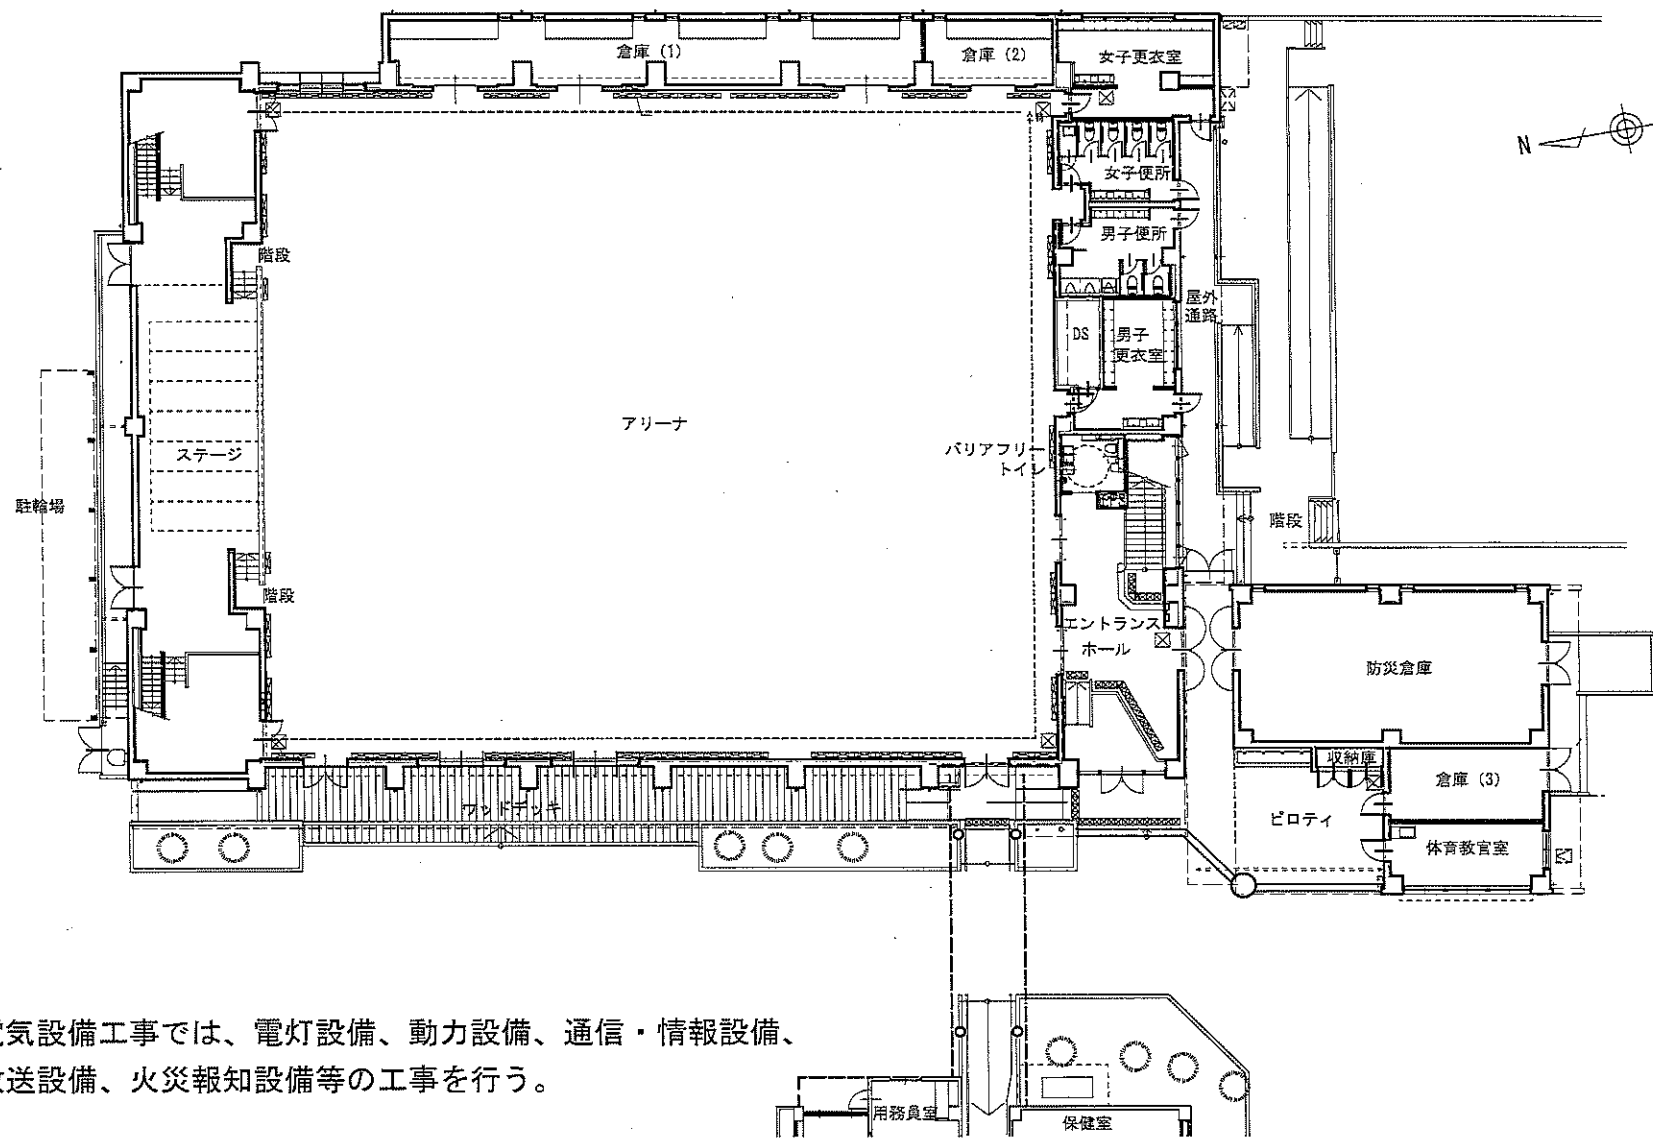 倉庫 (1)
倉庫 (2)
女子更衣室
N
女子便所
男子便所
階段
屋外
通路
DS
男子
更衣室
アリーナ
バリアフリー
トイレ
ステージ
駐輪場
階段
階段
エントランス
ホール
防災倉庫
収納庫
倉庫 (3)
ウッドデッキ
ピロティ
体育教官室
気設備工事では、電灯設備、動力設備、通信・情報設備、
送設備、火災報知設備等の工事を行う。
用務員室
保健室